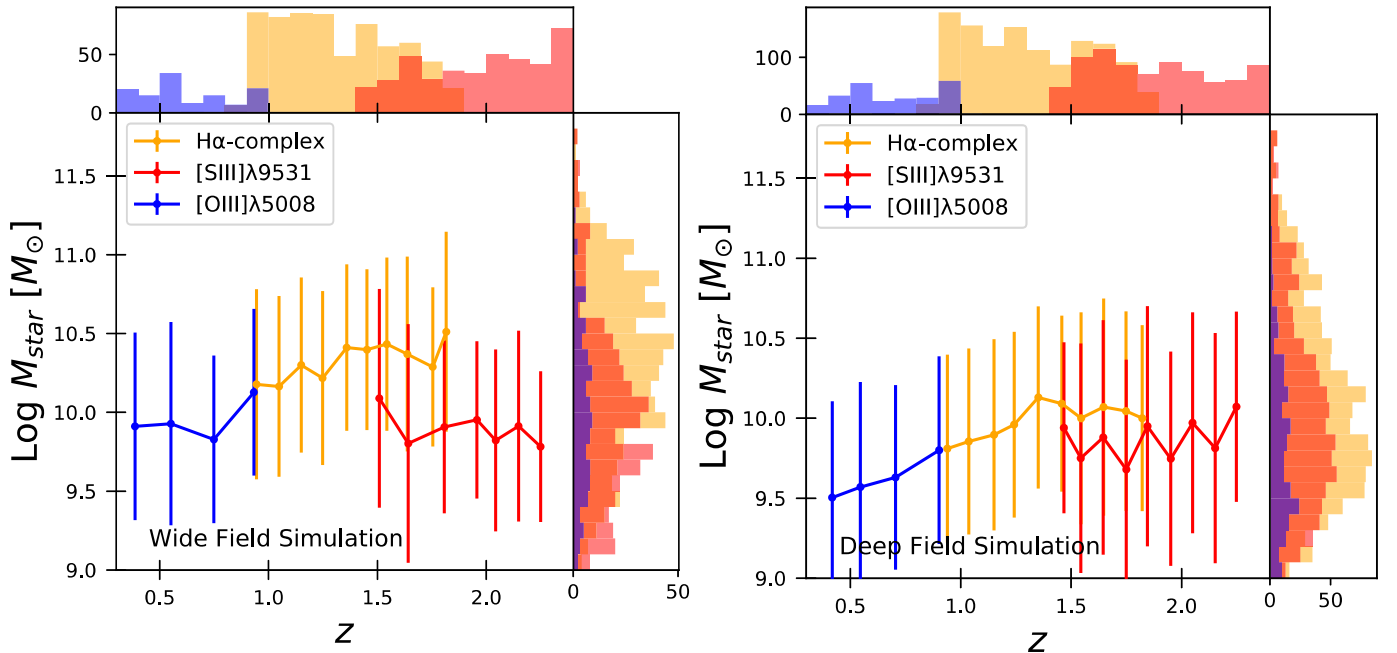 50
0
Hα-complex
[SIII]λ9531
[OIII]λ5008
11.5
11.0
10.5
10.0
9.5
9.0
Log M_star [M_⊙]
Wide Field Simulation
0.5 1.0 1.5 2.0 0 50
z
100
0
Hα-complex
[SIII]λ9531
[OIII]λ5008
11.5
11.0
10.5
10.0
9.5
9.0
Log M_star [M_⊙]
Deep Field Simulation
0.5 1.0 1.5 2.0 0 50
z